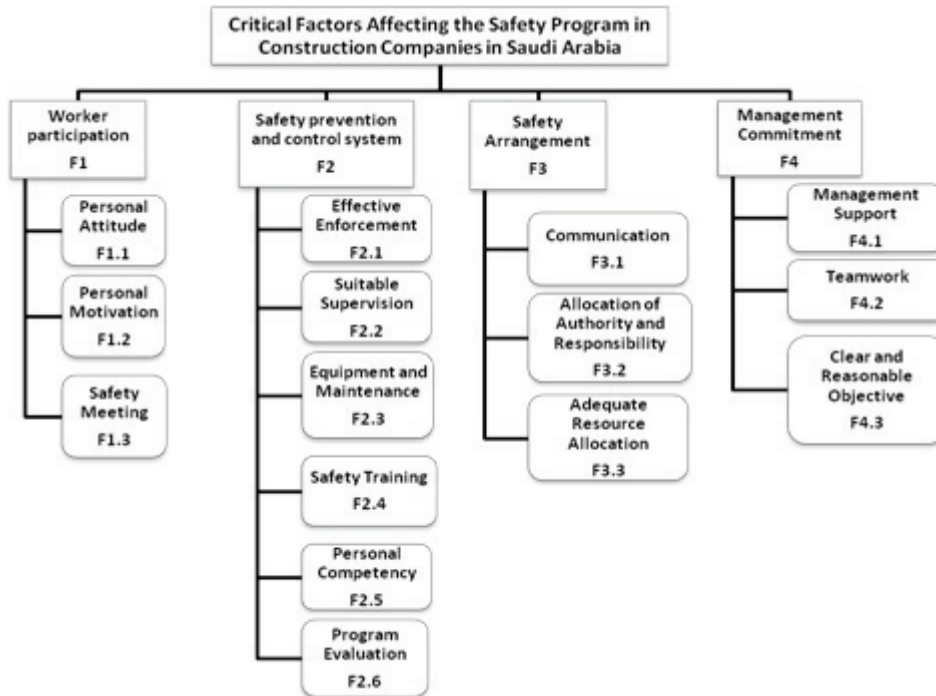 Critical Factors Affecting the Safety Program in
Construction Companies in Saudi Arabia
Worker
participation
F1
Personal
Attitude
F1.1
Personal
Motivation
F1.2
Safety
Meeting
F1.3
Safety prevention
and control system
F2
Effective
Enforcement
F2.1
Suitable
Supervision
F2.2
Equipment and
Maintenance
F2.3
Safety Training
F2.4
Personal
Competency
F2.5
Program
Evaluation
F2.6
Safety
Arrangement
F3
Communication
F3.1
Allocation of
Authority and
Responsibility
F3.2
Adequate
Resource
Allocation
F3.3
Management
Commitment
F4
Management
Support
F4.1
Teamwork
F4.2
Clear and
Reasonable
Objective
F4.3